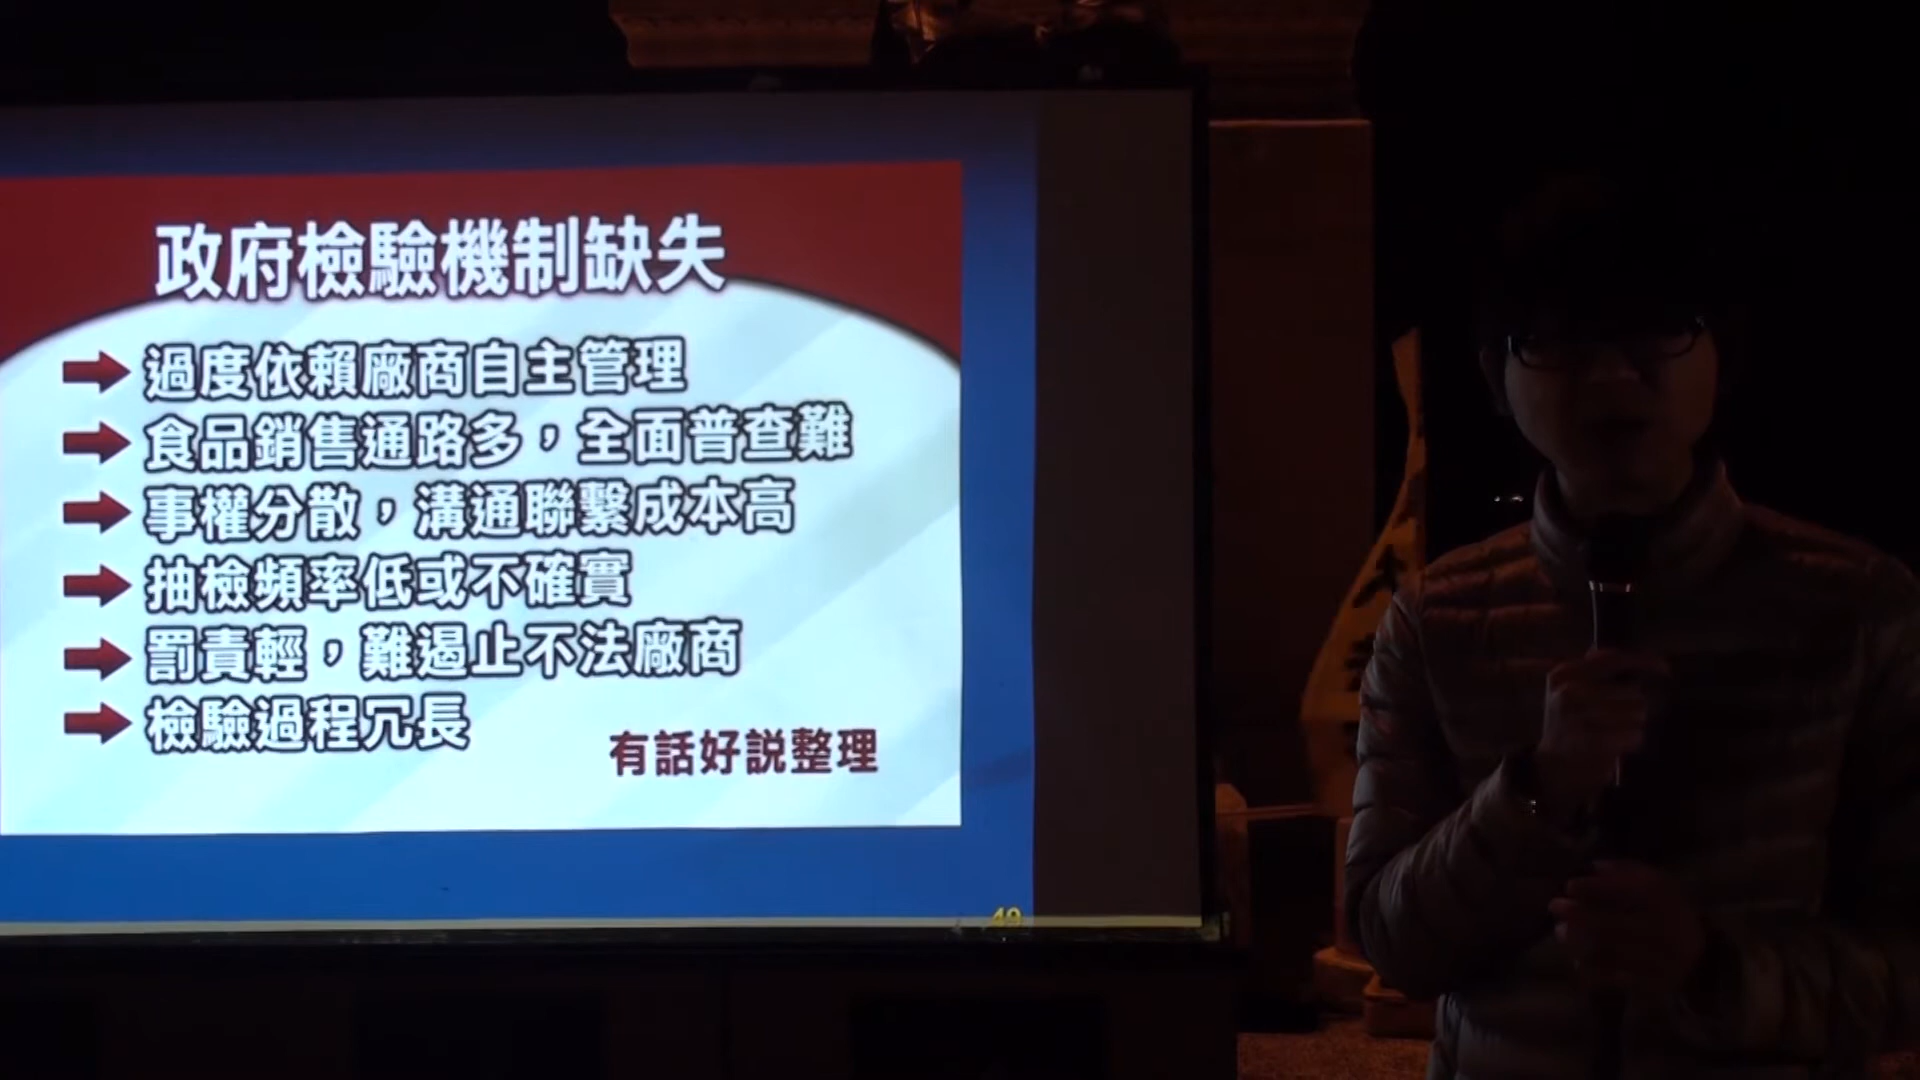 政府檢驗機制缺失
過度依賴廠商自主管理
食品銷售通路多，全面普查難
事權分散，溝通聯繫成本高
抽檢頻率低或不確實
罰責輕，難遏止不法廠商
檢驗過程冗長
有話好説整理
49